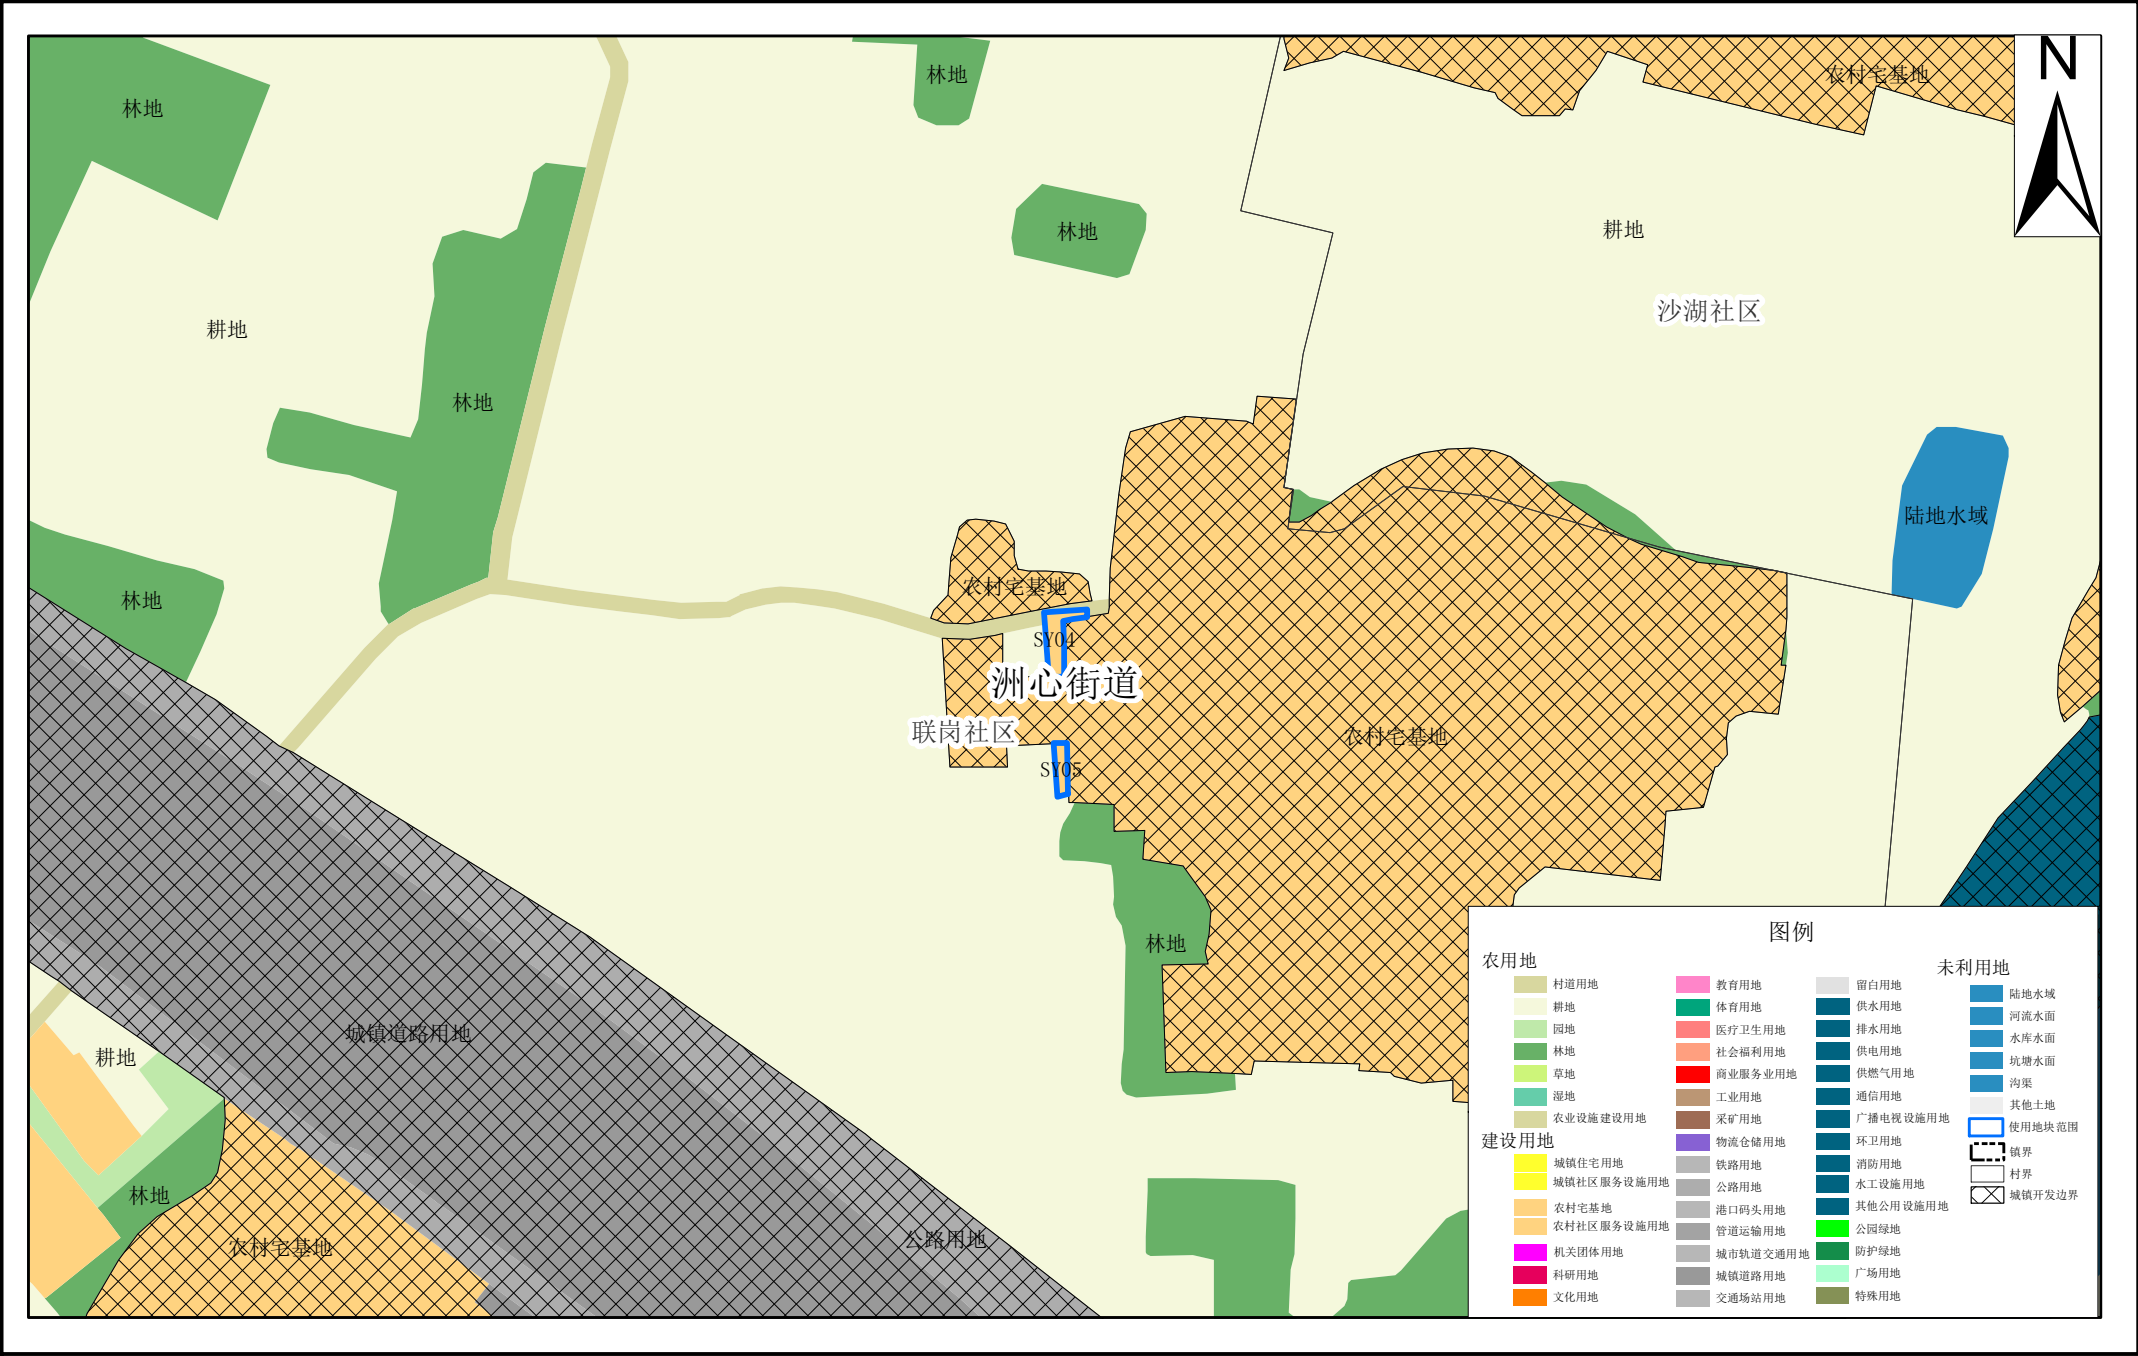 林地
林地
农村宅基地
N
林地
耕地
沙湖社区
耕地
林地
陆地水域
农村宅基地
林地
SY04
洲心街道
联岗社区
农村宅基地
SY05
林地
城镇道路用地
耕地
林地
农村宅基地
公路用地
图例
农用地
村道用地
耕地
园地
林地
草地
湿地
农业设施建设用地
建设用地
城镇住宅用地
城镇社区服务设施用地
农村宅基地
农村社区服务设施用地
机关团体用地
科研用地
文化用地
教育用地
体育用地
医疗卫生用地
社会福利用地
商业服务业用地
工业用地
采矿用地
物流仓储用地
铁路用地
公路用地
港口码头用地
管道运输用地
城市轨道交通用地
城镇道路用地
交通场站用地
留白用地
供水用地
排水用地
供电用地
供燃气用地
通信用地
广播电视设施用地
环卫用地
消防用地
水工设施用地
其他公用设施用地
公园绿地
防护绿地
广场用地
特殊用地
未利用地
陆地水域
河流水面
水库水面
坑塘水面
沟渠
其他土地
使用地块范围
镇界
村界
城镇开发边界